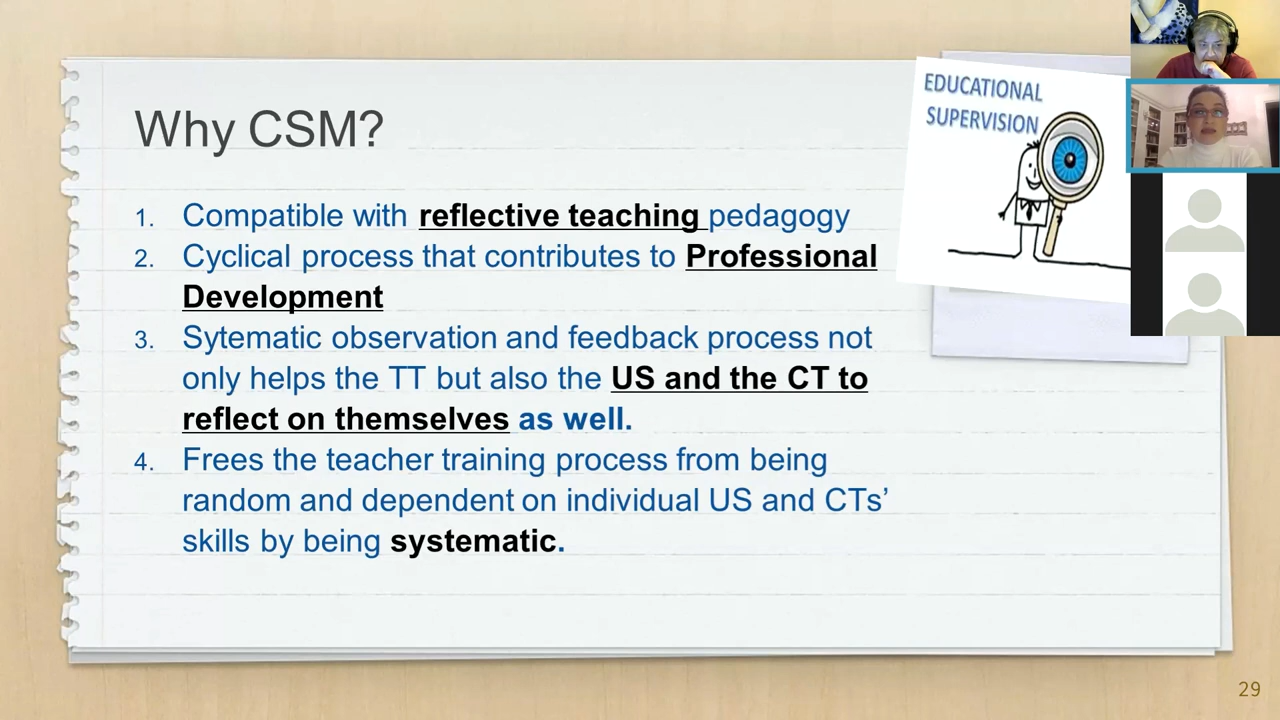 Why CSM?
EDUCATIONAL
SUPERVISION
1. Compatible with reflective teaching pedagogy
2. Cyclical process that contributes to Professional
Development
3. Sytematic observation and feedback process not
only helps the TT but also the US and the CT to
reflect on themselves as well.
4. Frees the teacher training process from being
random and dependent on individual US and CTs’
skills by being systematic.
29